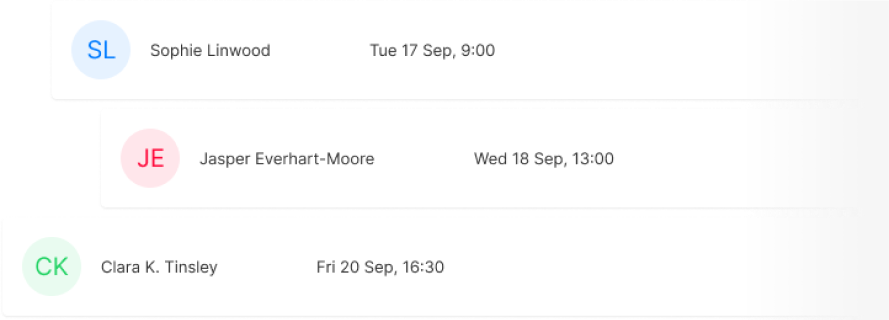 SL Sophie Linwood Tue 17 Sep, 9:00
JE Jasper Everhart-Moore Wed 18 Sep, 13:00
CK Clara K. Tinsley Fri 20 Sep, 16:30